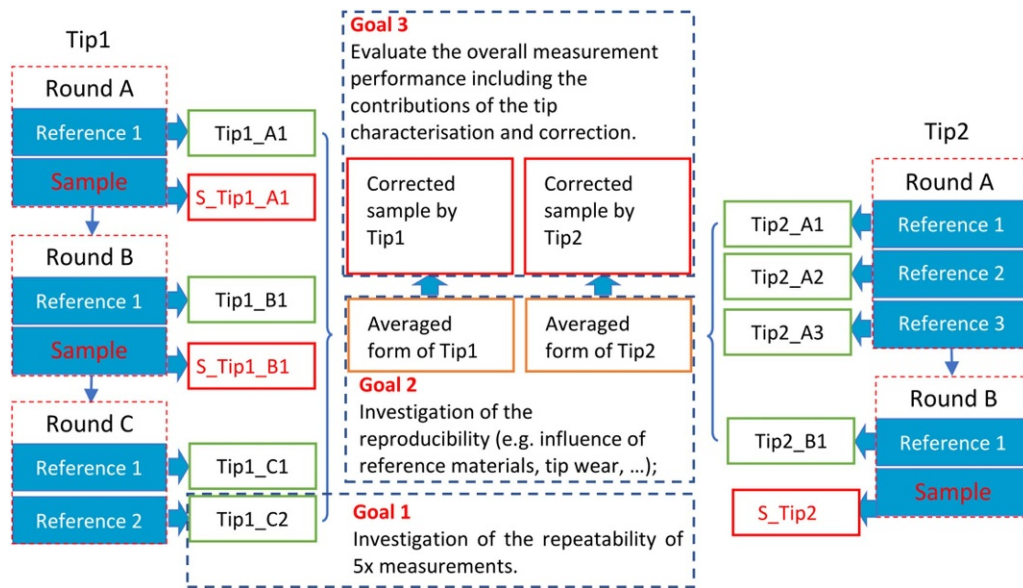 Tip1
Round A
Reference 1
Sample
Tip1_A1
S_Tip1_A1
Round B
Reference 1
Sample
Tip1_B1
S_Tip1_B1
Round C
Reference 1
Reference 2
Tip1_C1
Tip1_C2
Goal 3
Evaluate the overall measurement
performance including the
contributions of the tip
characterisation and correction.
Corrected
sample by
Tip1
Corrected
sample by
Tip2
Averaged
form of Tip1
Averaged
form of Tip2
Goal 2
Investigation of the
reproducibility (e.g. influence of
reference materials, tip wear, ...);
Goal 1
Investigation of the repeatability of
5x measurements.
Tip2
Round A
Reference 1
Reference 2
Reference 3
Tip2_A1
Tip2_A2
Tip2_A3
Round B
Reference 1
Sample
Tip2_B1
S_Tip2